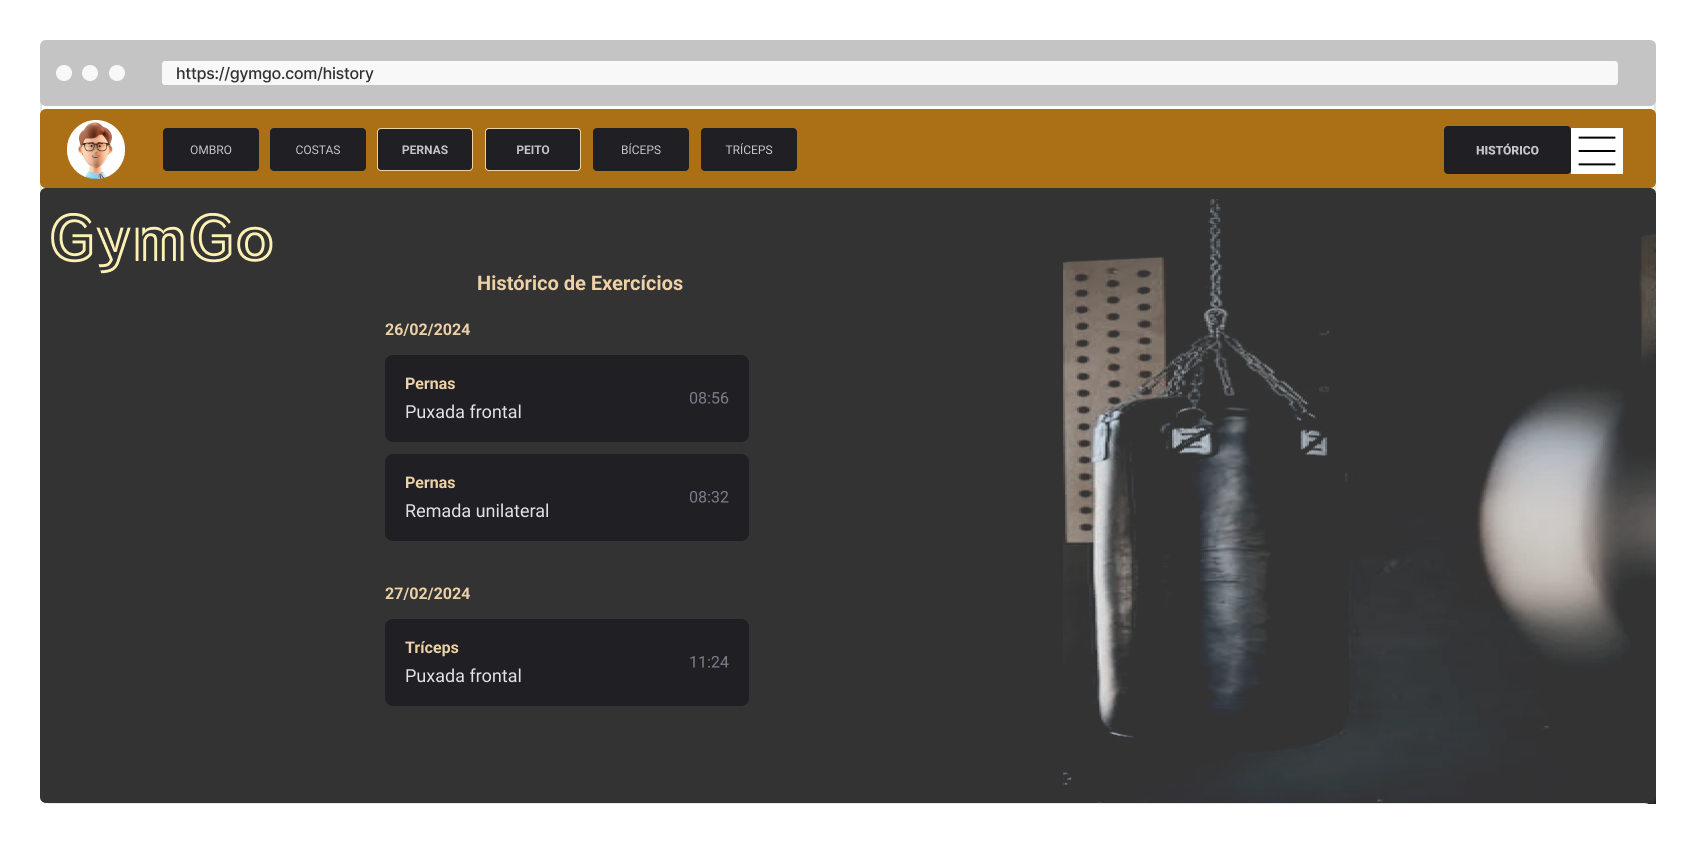 https://gymgo.com/history
OMBRO
COSTAS
PERNAS
PEITO
BÍCEPS
TRÍCEPS
HISTÓRICO
GymGo
Histórico de Exercícios
26/02/2024
Pernas
08:56
Puxada frontal
Pernas
08:32
Remada unilateral
27/02/2024
Tríceps
11:24
Puxada frontal